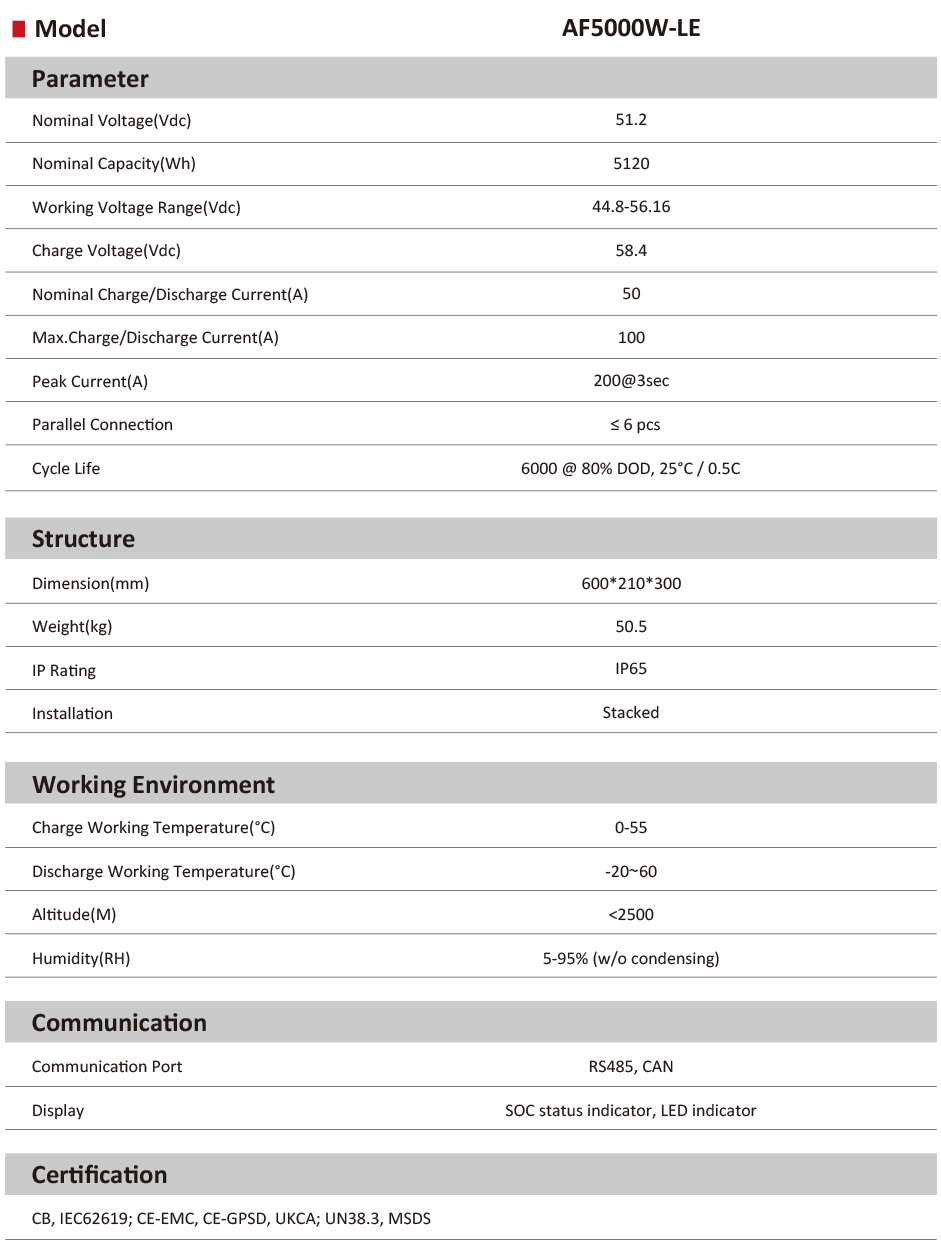 Model AF5000W-LE
Parameter
Nominal Voltage(Vdc) 51.2
Nominal Capacity(Wh) 5120
Working Voltage Range(Vdc) 44.8-56.16
Charge Voltage(Vdc) 58.4
Nominal Charge/Discharge Current(A) 50
Max.Charge/Discharge Current(A) 100
Peak Current(A) 200@3sec
Parallel Connection ≤ 6 pcs
Cycle Life 6000 @ 80% DOD, 25°C / 0.5C
Structure
Dimension(mm) 600*210*300
Weight(kg) 50.5
IP Rating IP65
Installation Stacked
Working Environment
Charge Working Temperature(°C) 0-55
Discharge Working Temperature(°C) -20~60
Altitude(M) <2500
Humidity(RH) 5-95% (w/o condensing)
Communication
Communication Port RS485, CAN
Display SOC status indicator, LED indicator
Certification
CB, IEC62619; CE-EMC, CE-GPSD, UKCA; UN38.3, MSDS